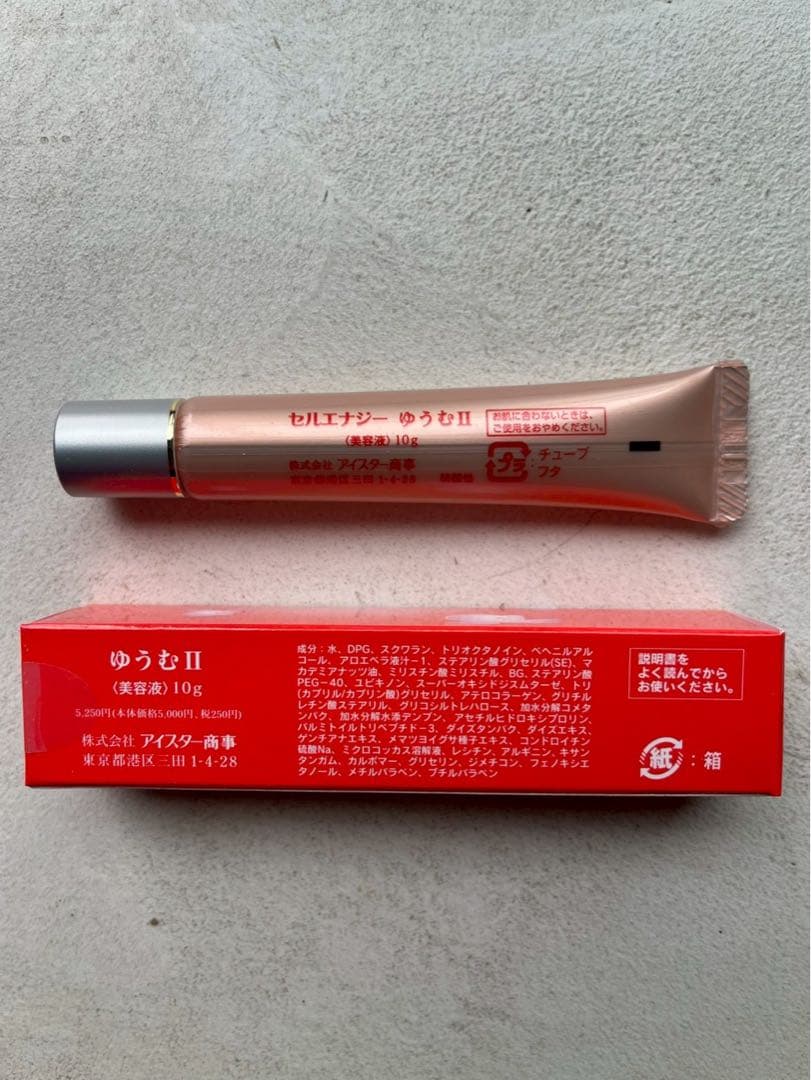 セルエナジー ゆうむII
〈美容液〉10g
株式会社 アイスター商事
東京都港区三田 1-4-28
お肌に合わないときは、
ご使用をおやめください。
プラ
チューブ
フタ
ゆうむII
〈美容液〉10g
5,250円(本体価格5,000円、税250円)
株式会社 アイスター商事
東京都港区三田 1-4-28
成分：水、DPG、スクワラン、トリオクタノイン、ベヘニルアル
コール、アロエベラ液汁－1、ステアリン酸グリセリル(SE)、マ
カデミアナッツ油、ミリスチン酸ミリスチル、BG、ステアリン酸
PEG－40、ユビキノン、スーパーオキシドジスムターゼ、トリ
(カプリル/カプリン酸)グリセリル、アテロコラーゲン、グリチル
レチン酸ステアリル、グリコシルトレハロース、加水分解コメタ
ンパク、加水分解水添デンプン、アセチルヒドロキシプロリン、
パルミトイルトリペプチド－3、ダイズタンパク、ダイズエキス、
ゲンチアナエキス、メマツヨイグサ種子エキス、コンドロイチン
硫酸Na、ミクロコッカス溶解液、レシチン、アルギニン、キサン
タンガム、カルボマー、グリセリン、ジメチコン、フェノキシエ
タノール、メチルパラベン、ブチルパラベン
説明書を
よく読んでから
お使いください。
紙：箱